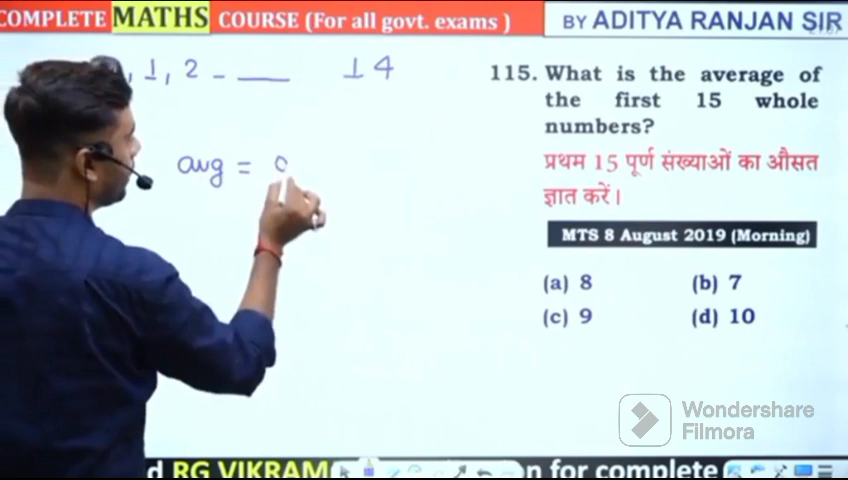 COMPLETE MATHS COURSE (For all govt. exams )
BY ADITYA RANJAN SIR
, 1, 2 - ___ 14
avg = 0
115. What is the average of
the first 15 whole
numbers?
प्रथम 15 पूर्ण संख्याओं का औसत
ज्ञात करें।
MTS 8 August 2019 (Morning)
(a) 8 (b) 7
(c) 9 (d) 10
Wondershare
Filmora
RG VIKRAM
n for complete